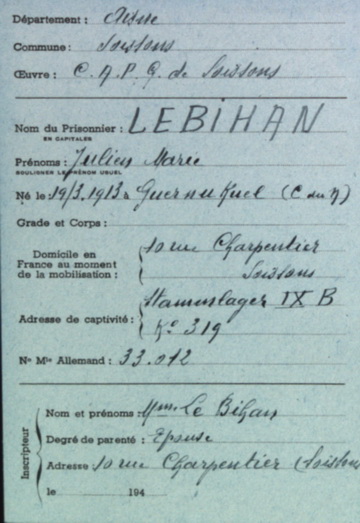 Département : Aisne
Commune : Soissons
Œuvre : C.A.P.G. de Soissons
Nom du Prisonnier : LEBIHAN
EN CAPITALES
Prénoms : Julien Marie
SOULIGNER LE PRÉNOM USUEL
Né le 19/3.1913 à (C du N)
Grade et Corps :
Domicile en
France au moment
de la mobilisation :
10 rue Charpentier
Soissons
Adresse de captivité :
Stammlager IX B
Ko 319
No Mle Allemand : 33.012
Inscripteur
Nom et prénoms : Mme Le Bihan
Degré de parenté : Epouse
Adresse 10 rue Charpentier (Soissons
le 194